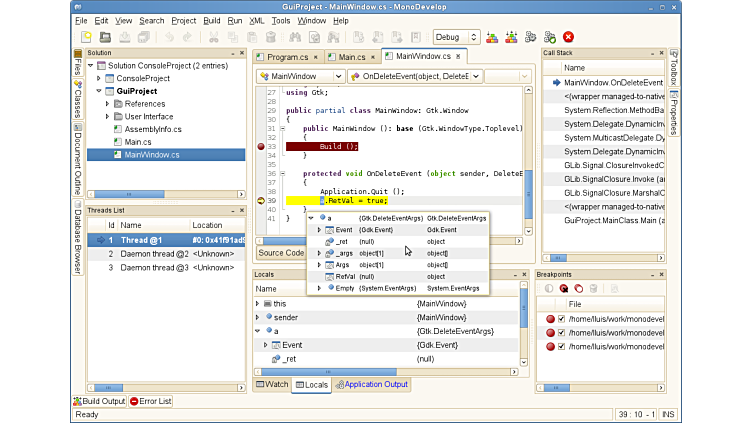 GuiProject - MainWindow.cs - MonoDevelop
File Edit View Search Project Build Run XML Tools Window Help
Debug
Solution
Solution ConsoleProject (2 entries)
ConsoleProject
GuiProject
References
User Interface
AssemblyInfo.cs
Main.cs
MainWindow.cs
Files
Classes
Document Outline
Database Browser
Threads List
Id Name Location
1 Thread @1 #0: 0x41f91ad9
2 Daemon thread @2 <Unknown>
3 Daemon thread @3 <Unknown>
Program.cs
Main.cs
MainWindow.cs
MainWindow
OnDeleteEvent(object, DeleteE
27 using Gtk;
28
29 public partial class MainWindow: Gtk.Window
30 {
31 public MainWindow (): base (Gtk.WindowType.Toplevel)
32 {
33 Build ();
34 }
35
36 protected void OnDeleteEvent (object sender, DeleteE
37 {
38 Application.Quit ();
39 a.RetVal = true;
40 }
41 }
a {Gtk.DeleteEventArgs} Gtk.DeleteEventArgs
Event {Gdk.Event} Gdk.Event
_ret (null) object
_args object[1] object[]
Args object[1] object[]
RetVal (null) object
Empty {System.EventArgs} System.EventArgs
Source Code
Locals
Name
this {MainWindow}
sender {MainWindow}
a {Gtk.DeleteEventArgs}
Event {Gdk.Event}
_ret (null)
Watch
Locals
Application Output
Call Stack
Name
MainWindow.OnDeleteEvent
<(wrapper managed-to-native
System.Reflection.MethodBa
<(wrapper managed-to-native
System.Delegate.DynamicInv
System.MulticastDelegate.Dy
System.Delegate.DynamicInv
GLib.Signal.ClosureInvokedC
GLib.SignalClosure.Invoke (a
GLib.SignalClosure.MarshalC
<(wrapper managed-to-native
GuiProject.MainClass.Main (a
Toolbox
Properties
Breakpoints
File
/home/lluis/work/monodevel
/home/lluis/work/monodevel
/home/lluis/work/monodevel
Build Output
Error List
Ready
39 : 10 - 1
INS